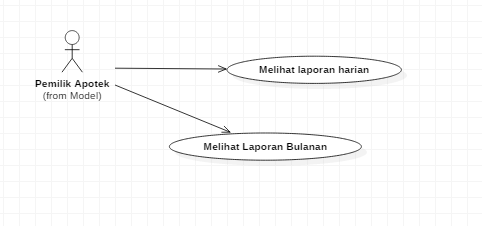 Melihat laporan harian
Pemilik Apotek
(from Model)
Melihat Laporan Bulanan